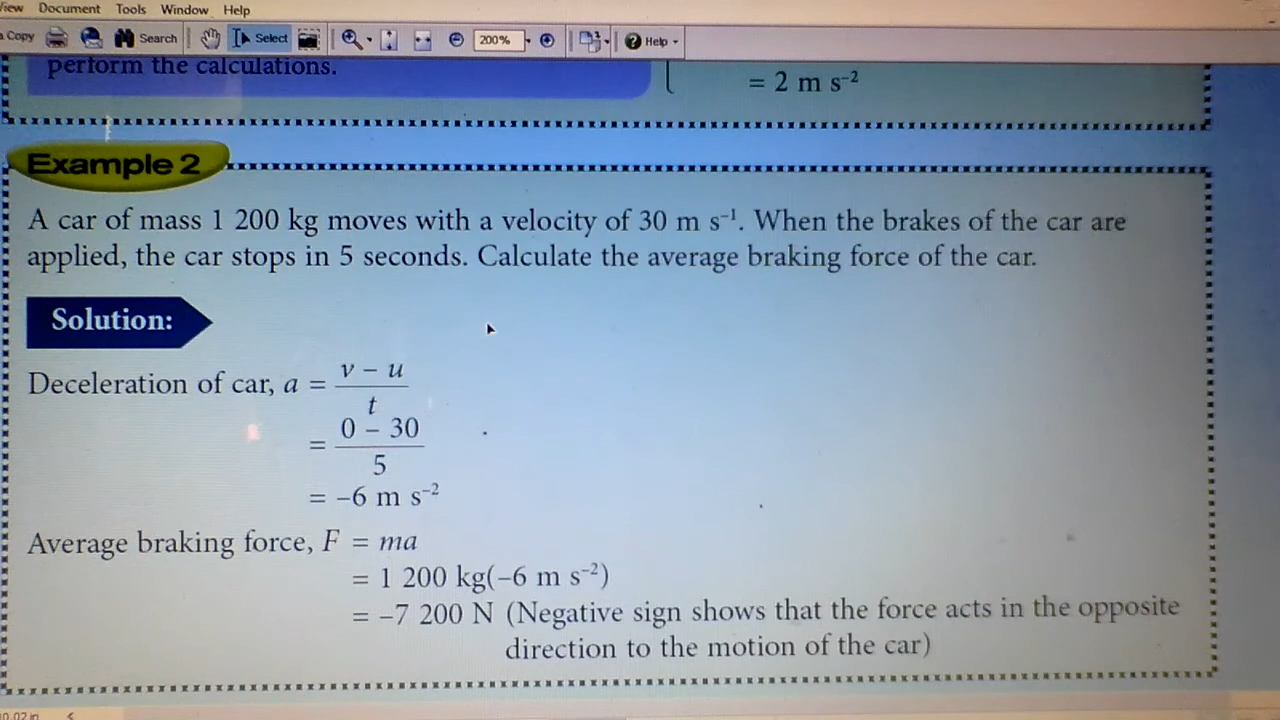 View Document Tools Window Help
Copy Search Select 200% Help
perform the calculations.
= 2 m s⁻²
Example 2
A car of mass 1 200 kg moves with a velocity of 30 m s⁻¹. When the brakes of the car are
applied, the car stops in 5 seconds. Calculate the average braking force of the car.
Solution:
Deceleration of car, a = v – u / t
= 0 – 30 / 5
= –6 m s⁻²
Average braking force, F = ma
= 1 200 kg(–6 m s⁻²)
= –7 200 N (Negative sign shows that the force acts in the opposite
direction to the motion of the car)